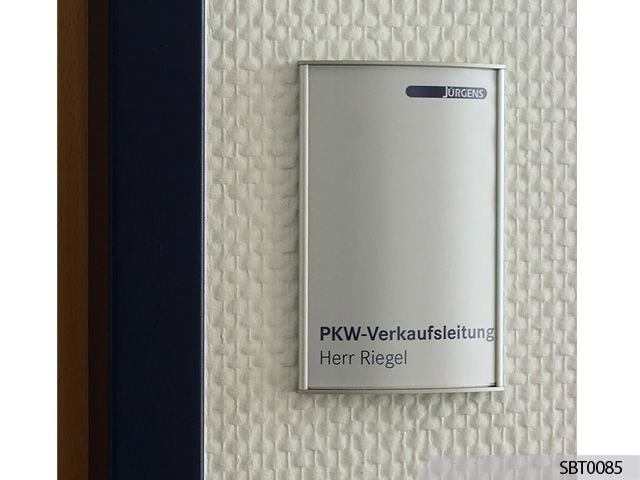 JÜRGENS
PKW-Verkaufsleitung
Herr Riegel
SBT0085